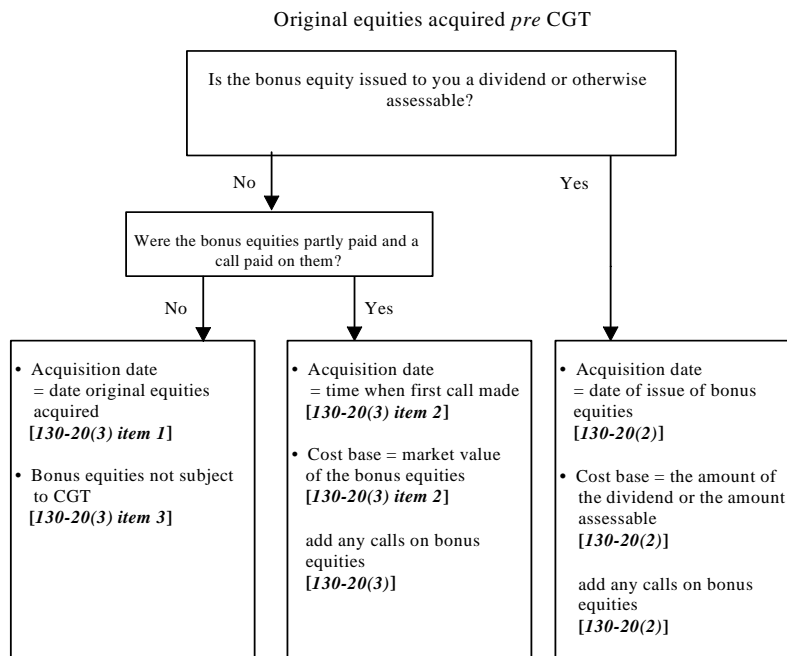 Original equities acquired pre CGT
Is the bonus equity issued to you a dividend or otherwise
assessable?
No
Yes
Were the bonus equities partly paid and a
call paid on them?
No
Yes
• Acquisition date
= date original equities
acquired
[130-20(3) item 1]
• Bonus equities not subject
to CGT
[130-20(3) item 3]
• Acquisition date
= time when first call made
[130-20(3) item 2]
• Cost base = market value
of the bonus equities
[130-20(3) item 2]
add any calls on bonus
equities
[130-20(3)]
• Acquisition date
= date of issue of bonus
equities
[130-20(2)]
• Cost base = the amount of
the dividend or the amount
assessable
[130-20(2)]
add any calls on bonus
equities
[130-20(2)]